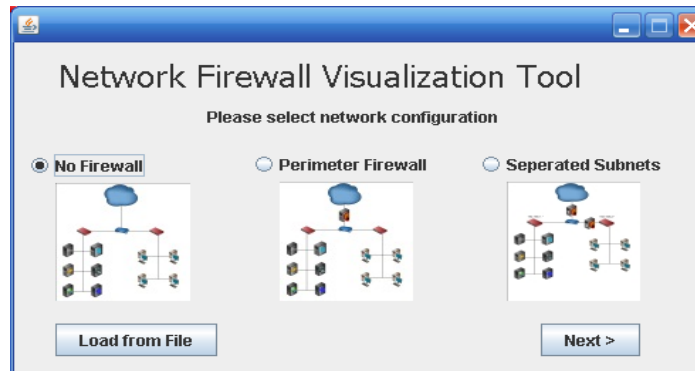 Network Firewall Visualization Tool
Please select network configuration
No Firewall
Perimeter Firewall
Seperated Subnets
Load from File
Next >